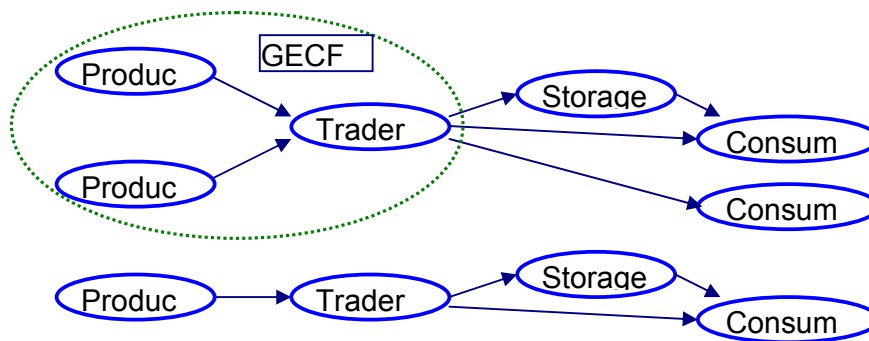 GECF
Produc
Storage
Trader
Consum
Produc
Consum
Storage
Produc
Trader
Consum